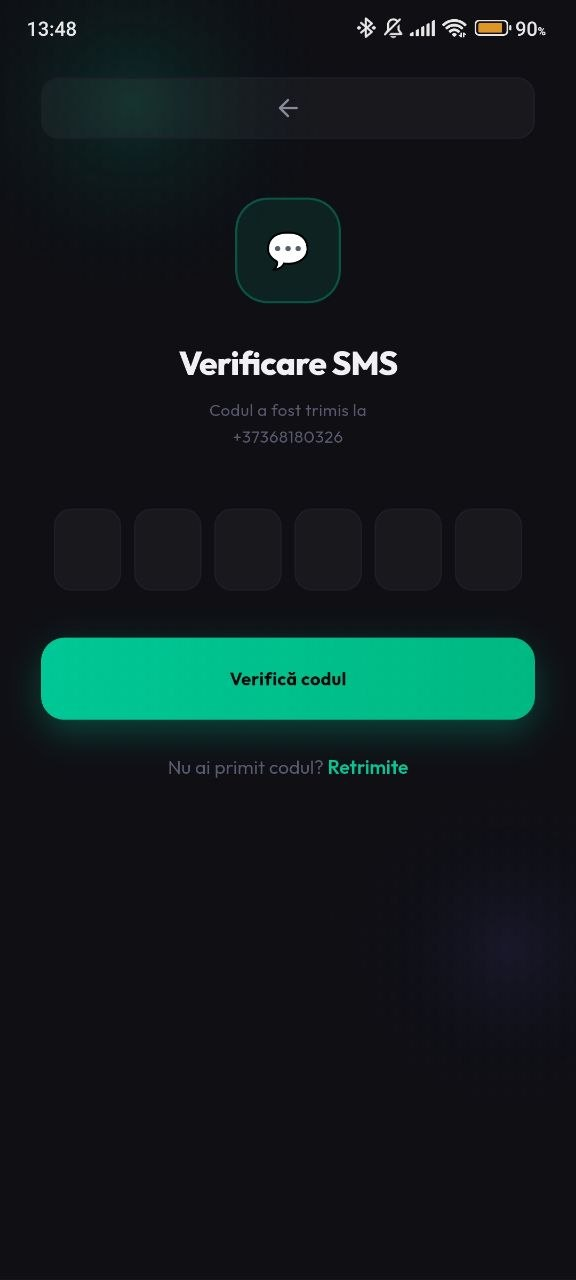 13:48 90%
Verificare SMS
Codul a fost trimis la
+37368180326
Verifică codul
Nu ai primit codul? Retrimite